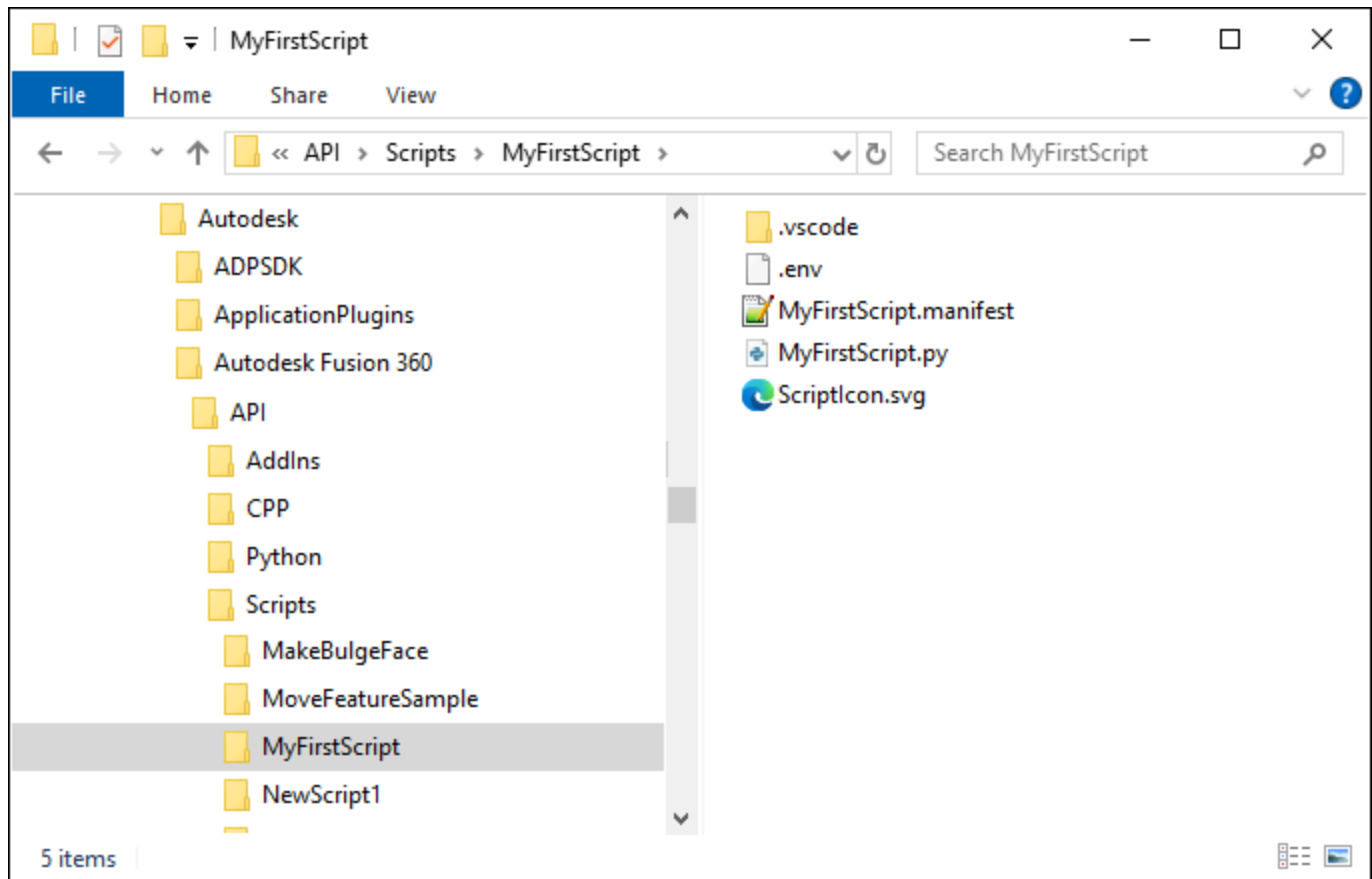 MyFirstScript
File Home Share View
« API > Scripts > MyFirstScript >
Search MyFirstScript
Autodesk
ADPSDK
ApplicationPlugins
Autodesk Fusion 360
API
AddIns
CPP
Python
Scripts
MakeBulgeFace
MoveFeatureSample
MyFirstScript
NewScript1
.vscode
.env
MyFirstScript.manifest
MyFirstScript.py
ScriptIcon.svg
5 items